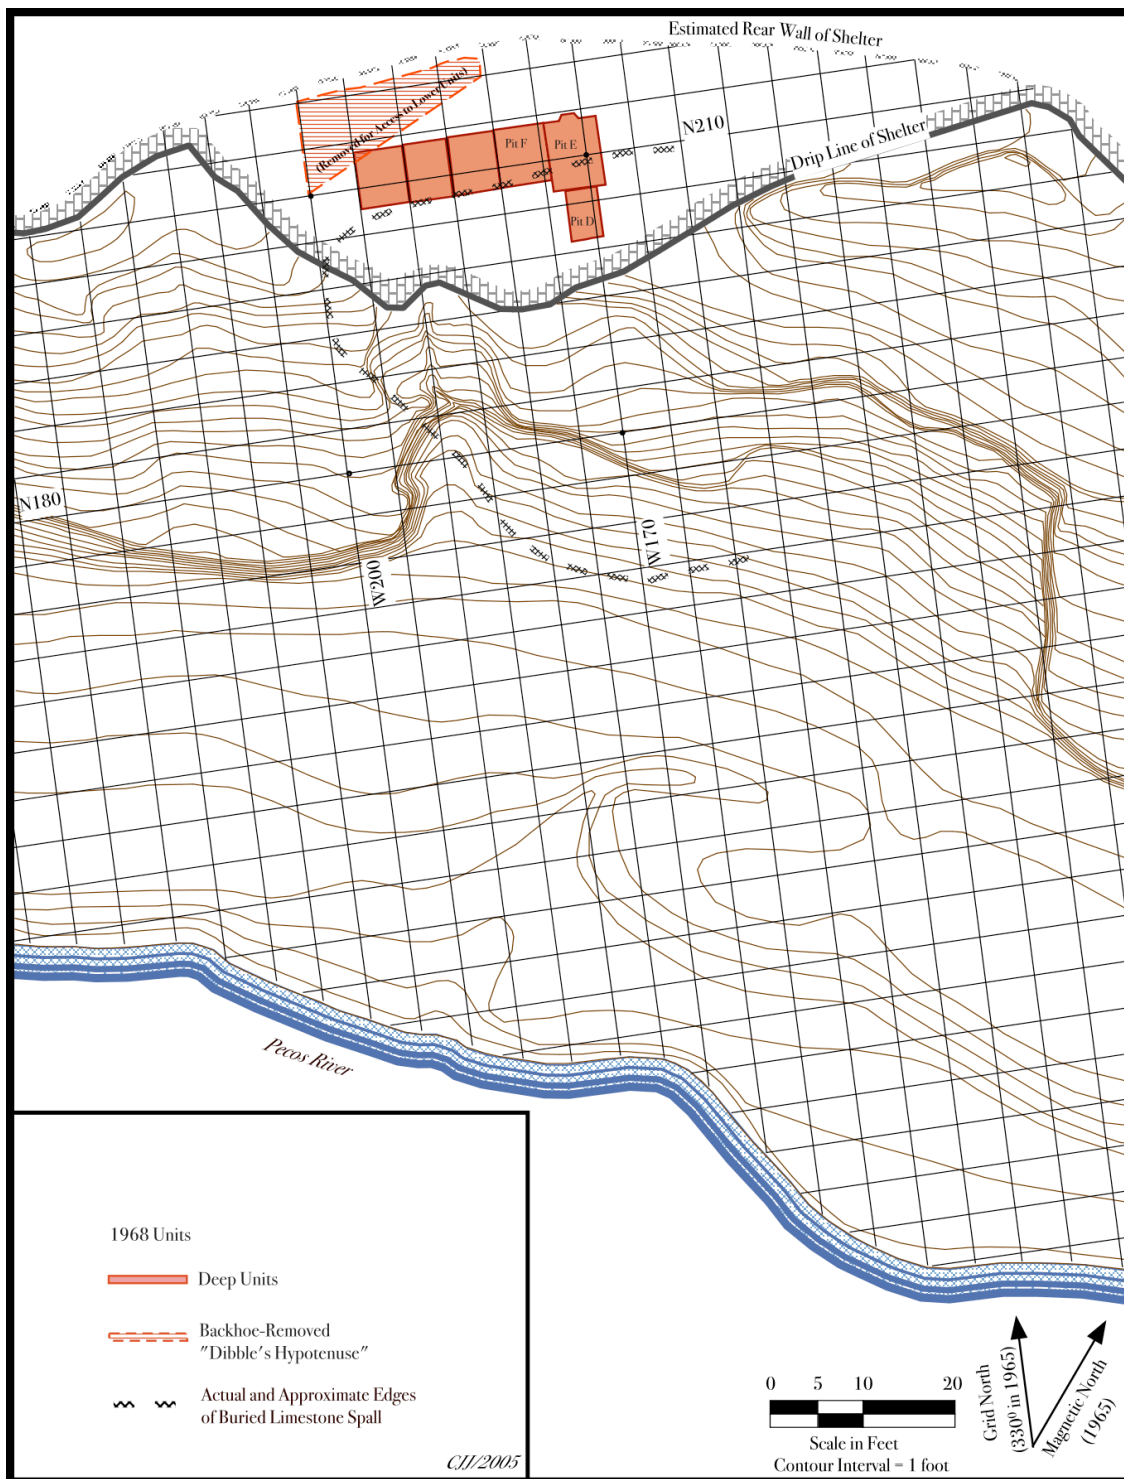 Estimated Rear Wall of Shelter
(Removed for Access to Lower Units)
N210
Pit F
Pit E
Drip Line of Shelter
Pit D
N180
W170
W200
Pecos River
1968 Units
Deep Units
Backhoe-Removed
"Dibble's Hypotenuse"
Actual and Approximate Edges
of Buried Limestone Spall
CJJ/2005
0 5 10 20
Scale in Feet
Contour Interval = 1 foot
Grid North
(330º in 1965)
Magnetic North
(1965)